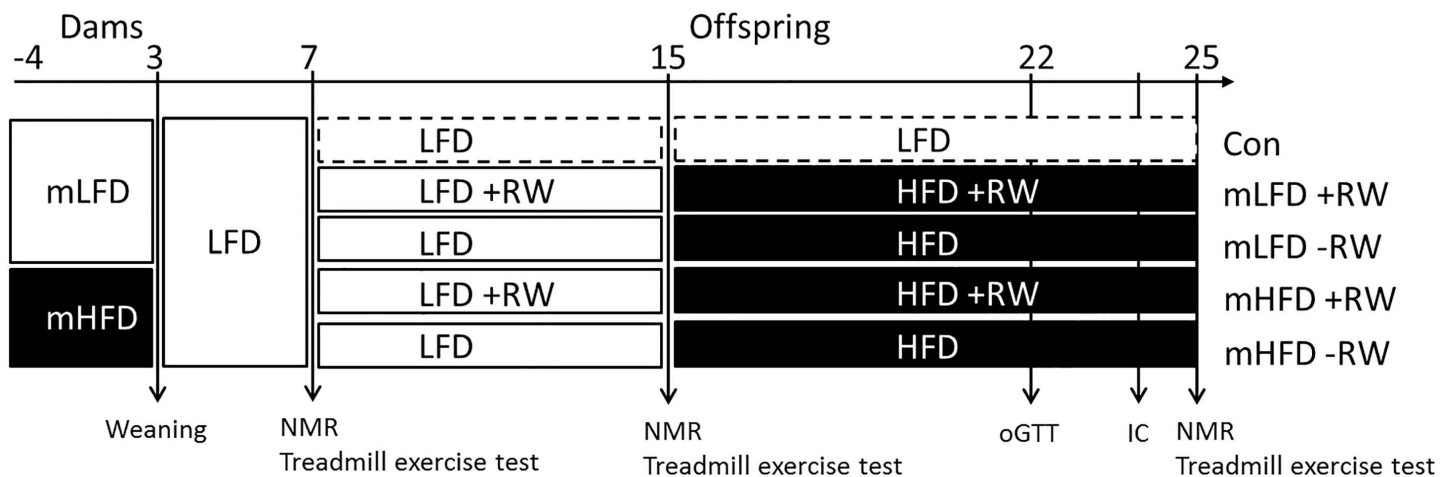 Dams Offspring
-4 3 7 15 22 25
LFD LFD Con
mLFD LFD +RW HFD +RW mLFD +RW
LFD LFD HFD mLFD -RW
mHFD LFD +RW HFD +RW mHFD +RW
LFD HFD mHFD -RW
Weaning NMR NMR oGTT IC NMR
Treadmill exercise test Treadmill exercise test Treadmill exercise test